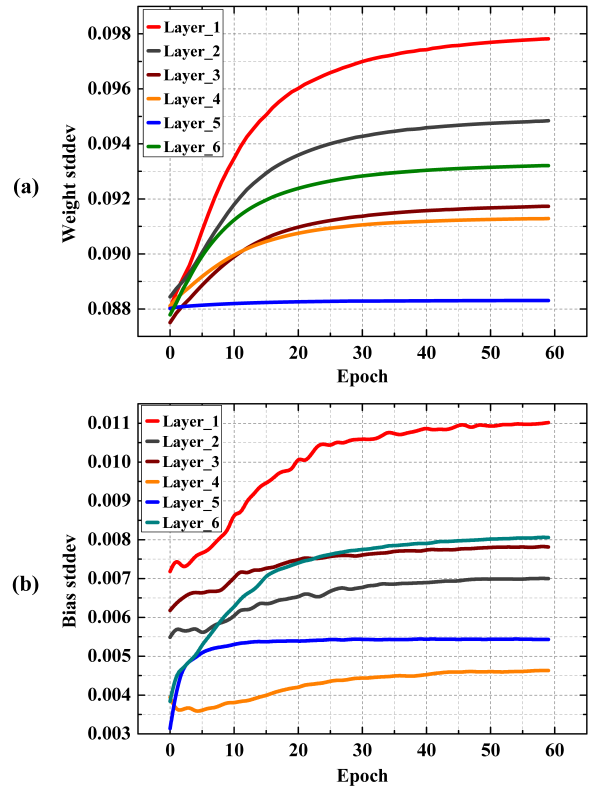 (a)
Weight stddev
0.098
0.096
0.094
0.092
0.090
0.088
Layer_1
Layer_2
Layer_3
Layer_4
Layer_5
Layer_6
0 10 20 30 40 50 60
Epoch
(b)
Bias stddev
0.011
0.010
0.009
0.008
0.007
0.006
0.005
0.004
0.003
Layer_1
Layer_2
Layer_3
Layer_4
Layer_5
Layer_6
0 10 20 30 40 50 60
Epoch